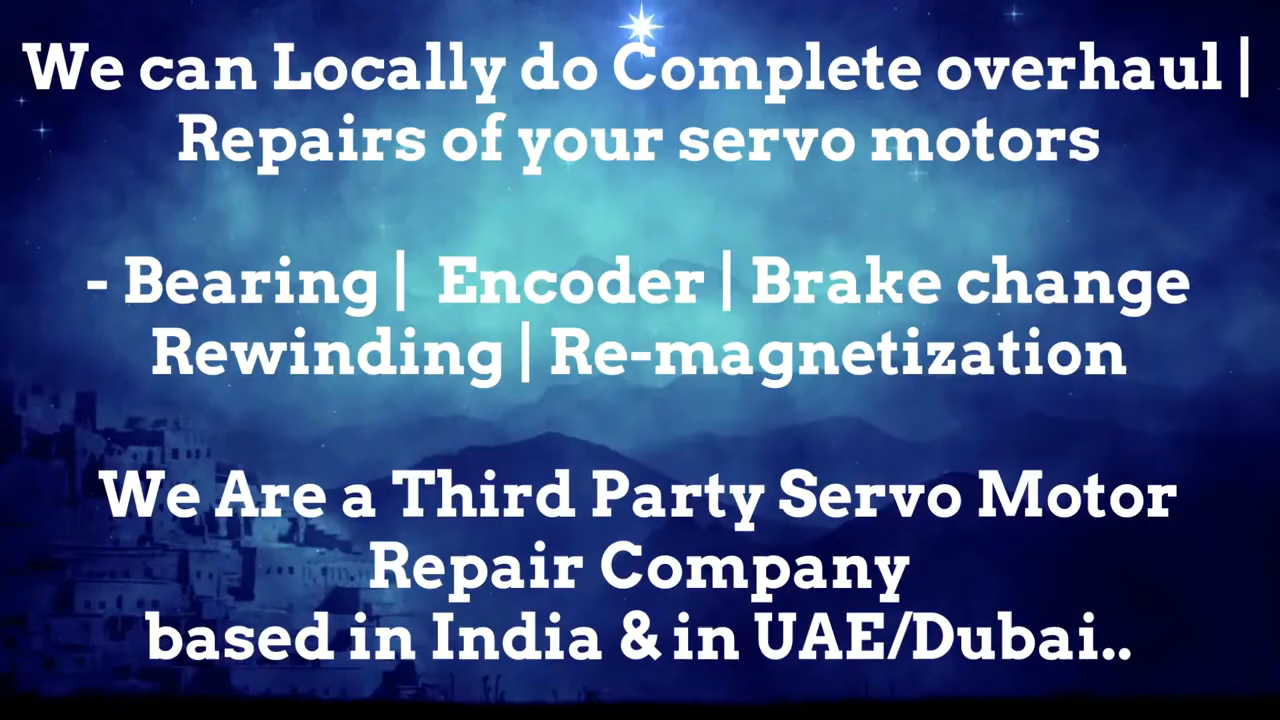 We can Locally do Complete overhaul |
Repairs of your servo motors
- Bearing | Encoder | Brake change
Rewinding | Re-magnetization
We Are a Third Party Servo Motor
Repair Company
based in India & in UAE/Dubai..